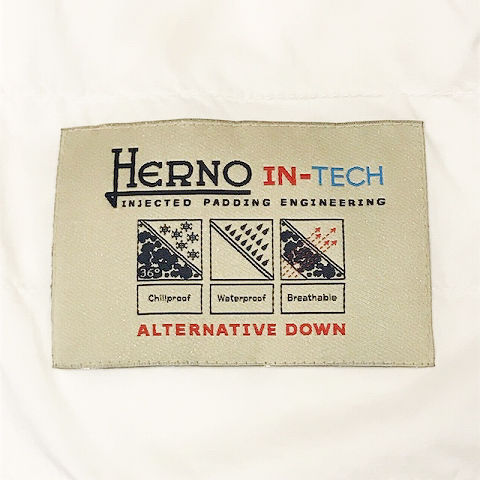 HERNO IN-TECH
INJECTED PADDING ENGINEERING
36°
Chillproof Waterproof Breathable
ALTERNATIVE DOWN